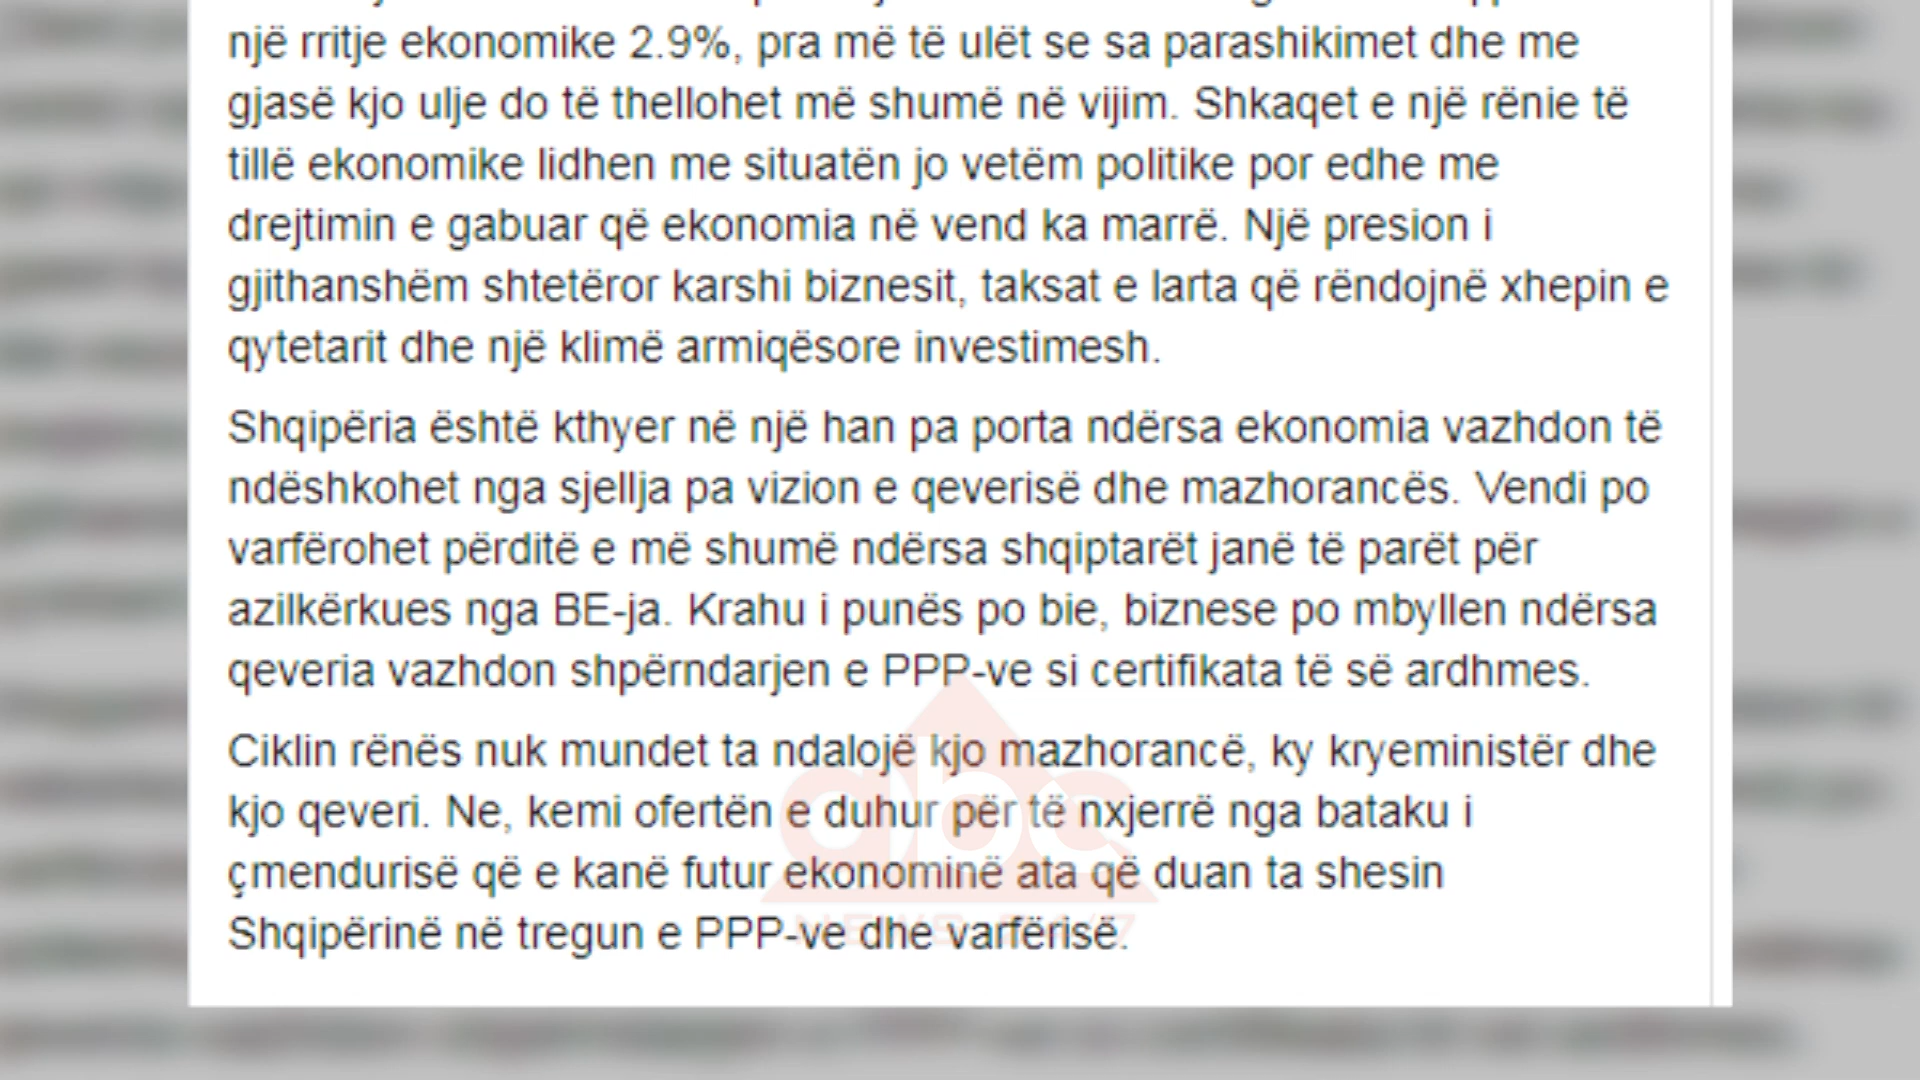 një rritje ekonomike 2.9%, pra më të ulët se sa parashikimet dhe me
gjasë kjo ulje do të thellohet më shumë në vijim. Shkaqet e një rënie të
tillë ekonomike lidhen me situatën jo vetëm politike por edhe me
drejtimin e gabuar që ekonomia në vend ka marrë. Një presion i
gjithanshëm shtetëror karshi biznesit, taksat e larta që rëndojnë xhepin e
qytetarit dhe një klimë armiqësore investimesh.
Shqipëria është kthyer në një han pa porta ndërsa ekonomia vazhdon të
ndëshkohet nga sjellja pa vizion e qeverisë dhe mazhorancës. Vendi po
varfërohet përditë e më shumë ndërsa shqiptarët janë të parët për
azilkërkues nga BE-ja. Krahu i punës po bie, biznese po mbyllen ndërsa
qeveria vazhdon shpërndarjen e PPP-ve si certifikata të së ardhmes.
Ciklin rënës nuk mundet ta ndalojë kjo mazhorancë, ky kryeministër dhe
kjo qeveri. Ne, kemi ofertën e duhur për të nxjerrë nga bataku i
çmendurisë që e kanë futur ekonominë ata që duan ta shesin
Shqipërinë në tregun e PPP-ve dhe varfërisë.
abc
NEWS 24/7